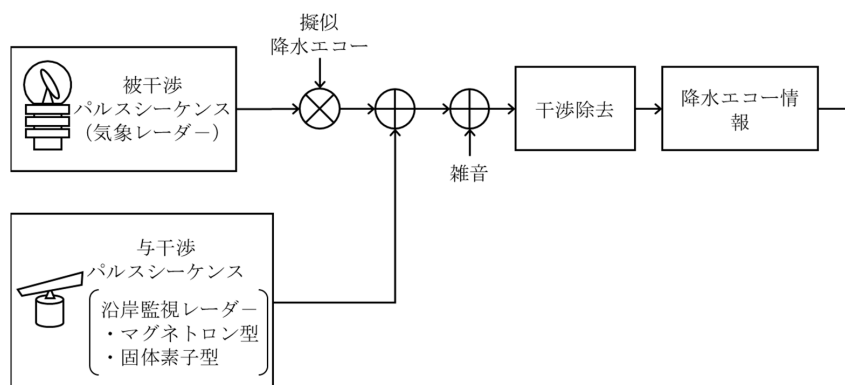 擬似
降水エコー
被干渉
パルスシーケンス
（気象レーダー）
干渉除去
降水エコー情
報
雑音
与干渉
パルスシーケンス
沿岸監視レーダー
・マグネトロン型
・固体素子型